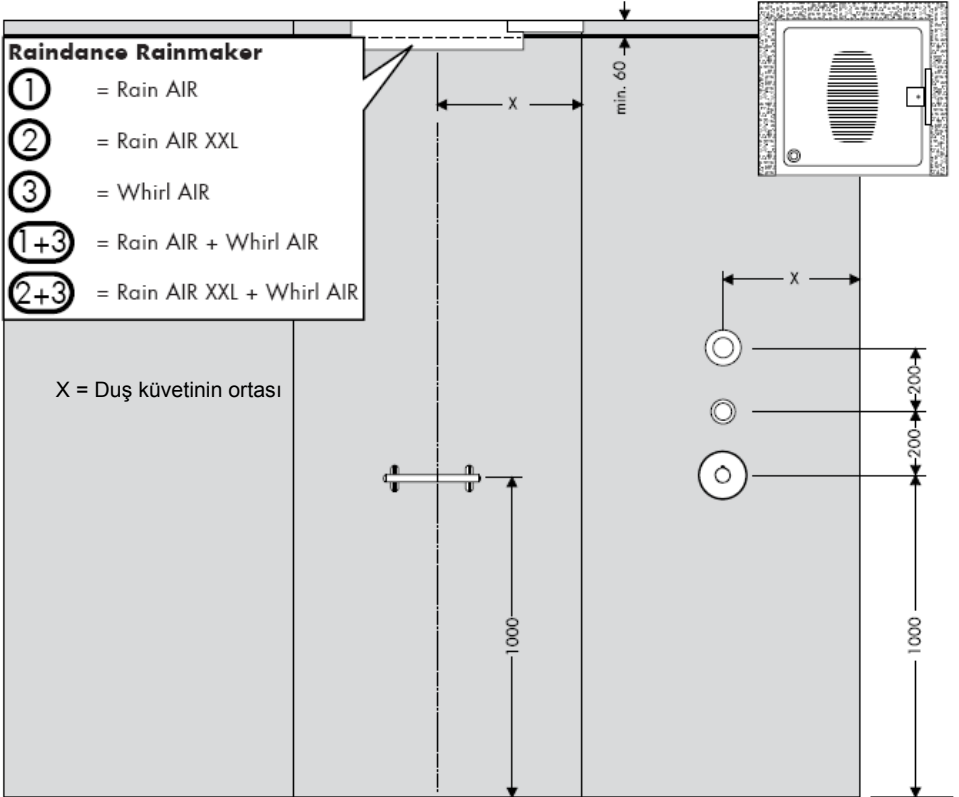 Raindance Rainmaker
1 = Rain AIR
2 = Rain AIR XXL
3 = Whirl AIR
1+3 = Rain AIR + Whirl AIR
2+3 = Rain AIR XXL + Whirl AIR
X
min. 60
X
X = Duş küvetinin ortası
200
200
1000
1000